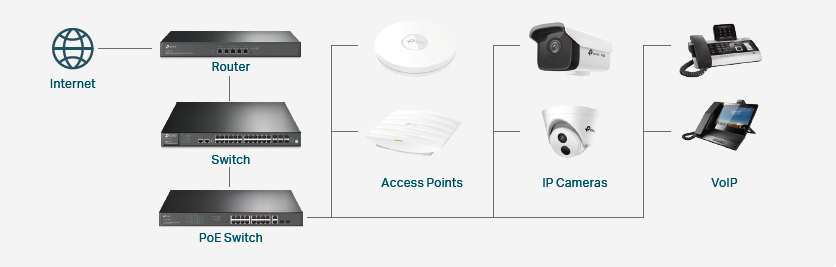 Internet
Router
Switch
PoE Switch
Access Points
IP Cameras
VoIP